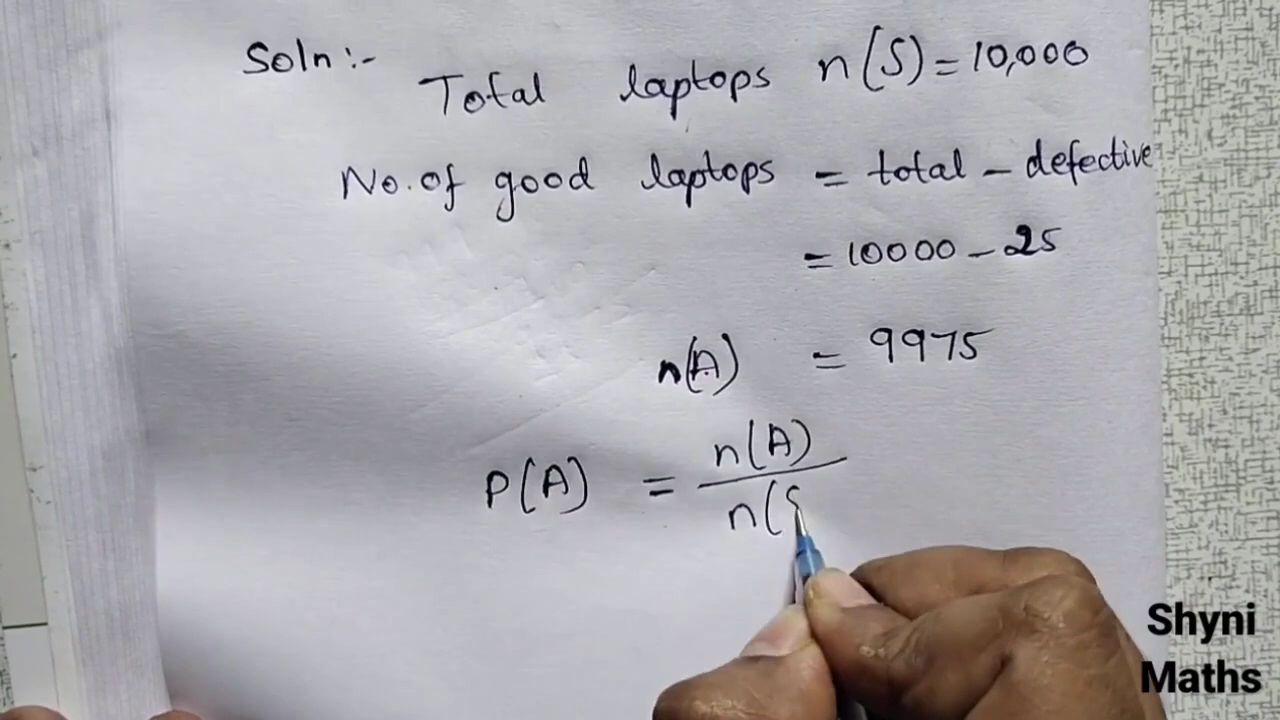 Soln :-
Total laptops n(S) = 10,000
No. of good laptops = total - defective
= 10000 - 25
n(A) = 9975
P(A) = n(A)
n(S
Shyni
Maths